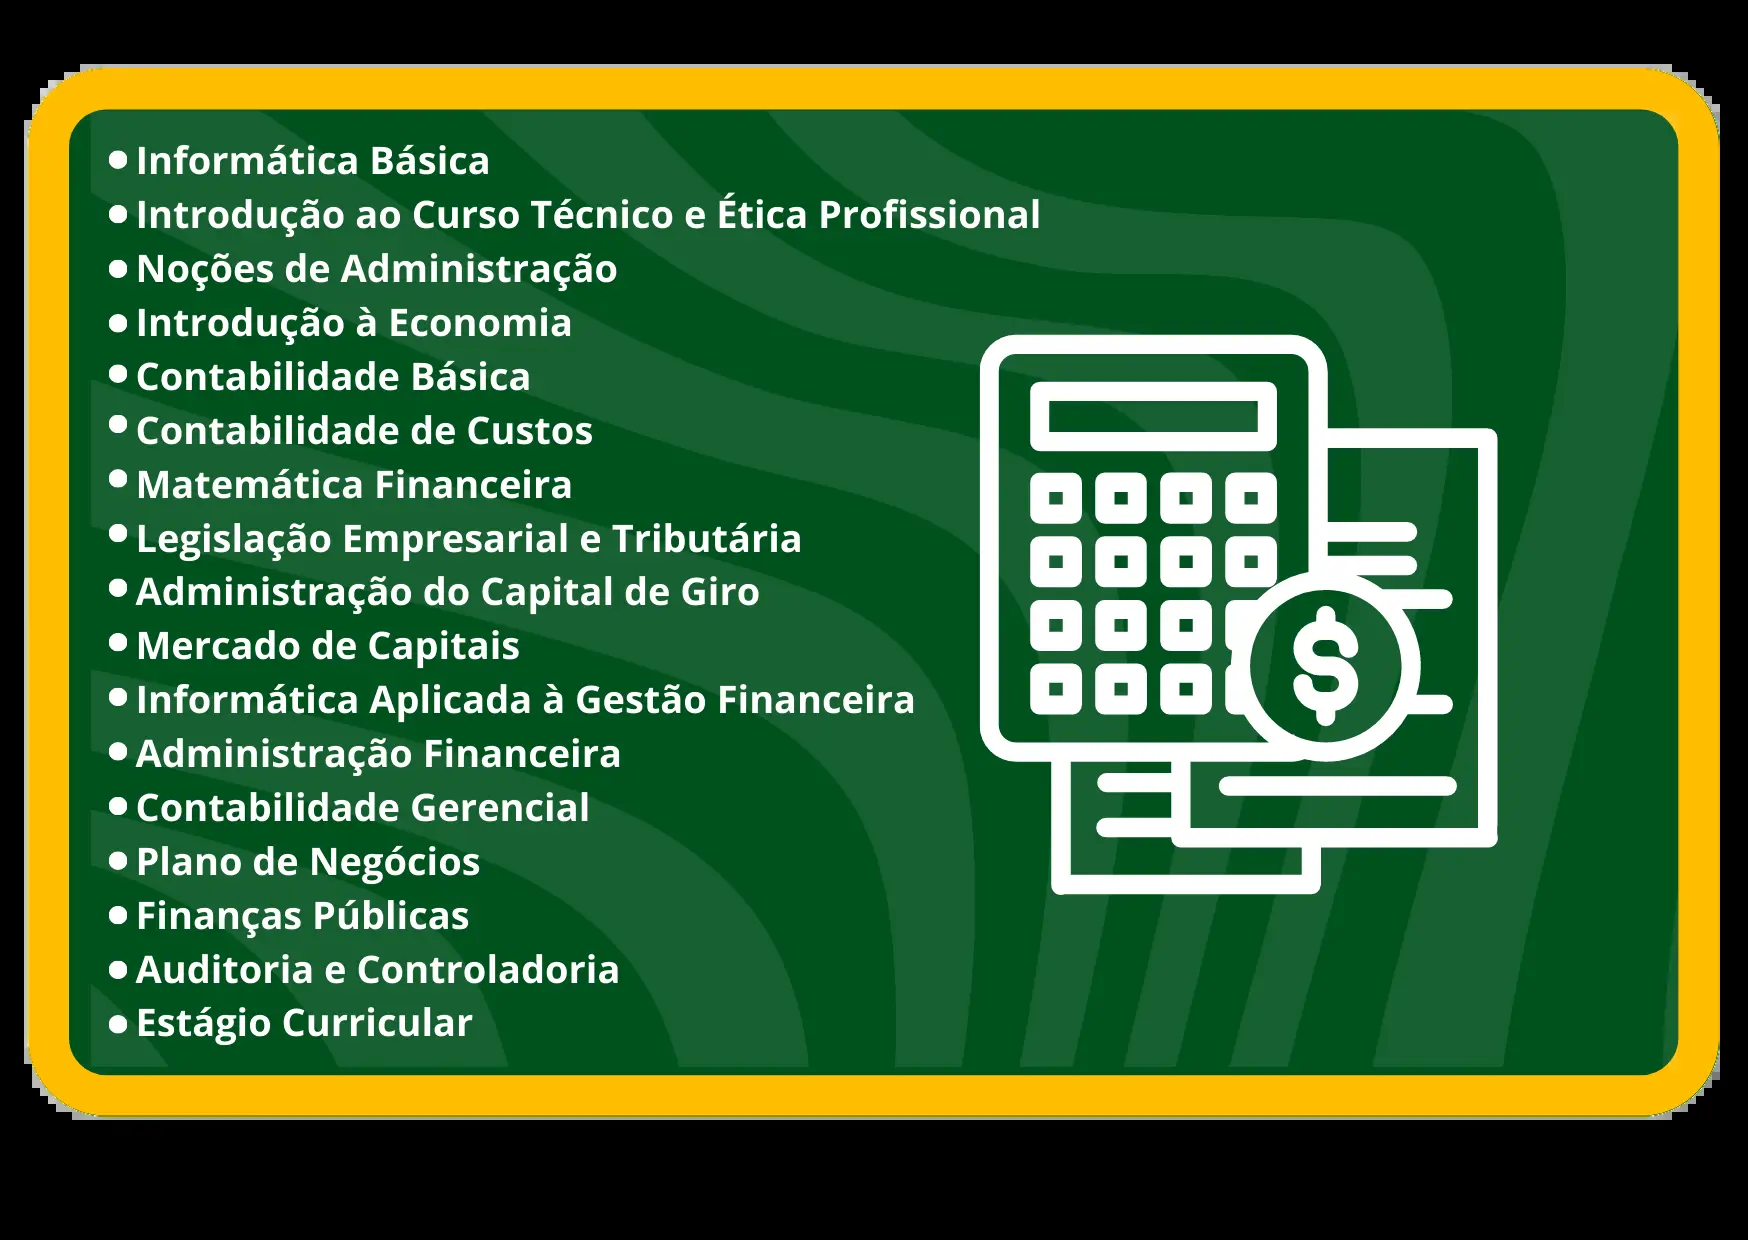 • Informática Básica
• Introdução ao Curso Técnico e Ética Profissional
• Noções de Administração
• Introdução à Economia
• Contabilidade Básica
• Contabilidade de Custos
• Matemática Financeira
• Legislação Empresarial e Tributária
• Administração do Capital de Giro
• Mercado de Capitais
• Informática Aplicada à Gestão Financeira
• Administração Financeira
• Contabilidade Gerencial
• Plano de Negócios
• Finanças Públicas
• Auditoria e Controladoria
• Estágio Curricular
$